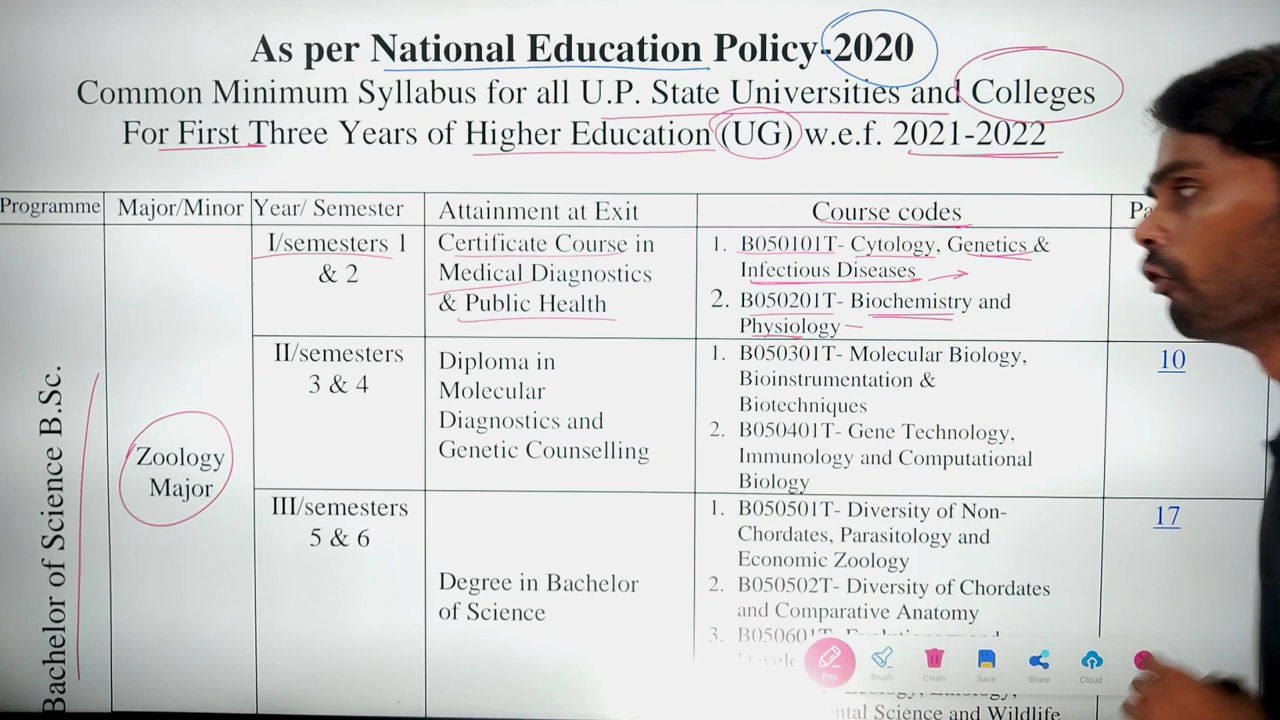 As per National Education Policy-2020
Common Minimum Syllabus for all U.P. State Universities and Colleges
For First Three Years of Higher Education (UG) w.e.f. 2021-2022
Programme
Major/Minor
Year/ Semester
Attainment at Exit
Course codes
Bachelor of Science B.Sc.
Zoology
Major
I/semesters 1
& 2
Certificate Course in
Medical Diagnostics
& Public Health
1. B050101T- Cytology, Genetics &
Infectious Diseases
2. B050201T- Biochemistry and
Physiology
II/semesters
3 & 4
Diploma in
Molecular
Diagnostics and
Genetic Counselling
1. B050301T- Molecular Biology,
Bioinstrumentation &
Biotechniques
2. B050401T- Gene Technology,
Immunology and Computational
Biology
10
III/semesters
5 & 6
Degree in Bachelor
of Science
1. B050501T- Diversity of Non-
Chordates, Parasitology and
Economic Zoology
2. B050502T- Diversity of Chordates
and Comparative Anatomy
3. B050601T-
Science and Wildlife
17
Pen
Brush
Clean
Save
Share
Cloud